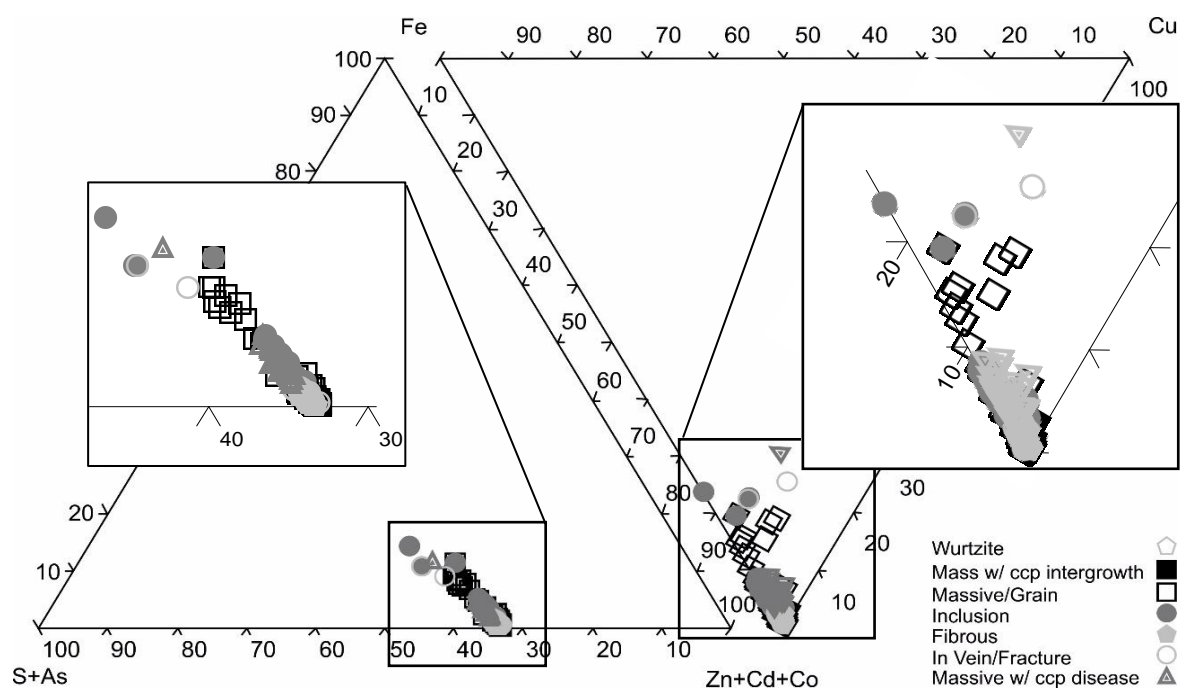 Fe
Cu
90 80 70 60 50 40 30 20 10
100
100
90
80
20
10
10
20
30
40
50
60
70
80
90
100
40
30
20
10
30
20
10
100 90 80 70 60 50 40 30 20 10
S+As
Zn+Cd+Co
Wurtzite
Mass w/ ccp intergrowth
Massive/Grain
Inclusion
Fibrous
In Vein/Fracture
Massive w/ ccp disease